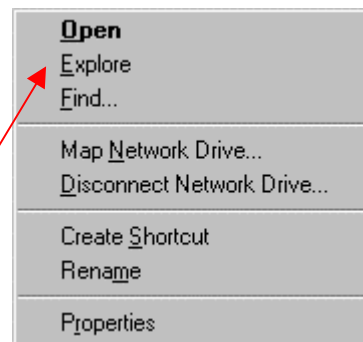 Open
Explore
Find...
Map Network Drive...
Disconnect Network Drive...
Create Shortcut
Rename
Properties